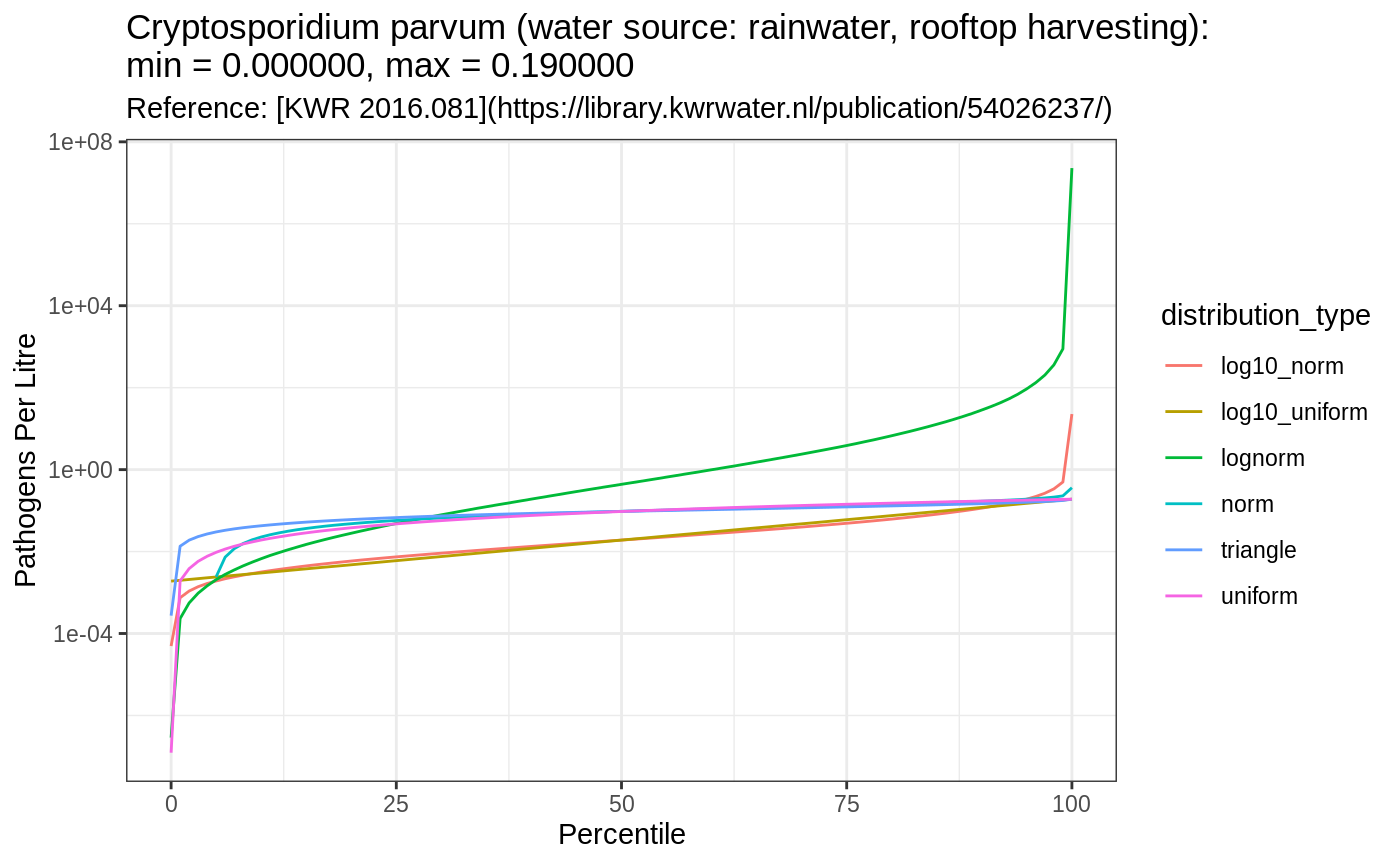 Cryptosporidium parvum (water source: rainwater, rooftop harvesting):
min = 0.000000, max = 0.190000
Reference: [KWR 2016.081](https://library.kwrwater.nl/publication/54026237/)
Pathogens Per Litre
1e+08
1e+04
1e+00
1e-04
0
25
50
75
100
Percentile
distribution_type
log10_norm
log10_uniform
lognorm
norm
triangle
uniform